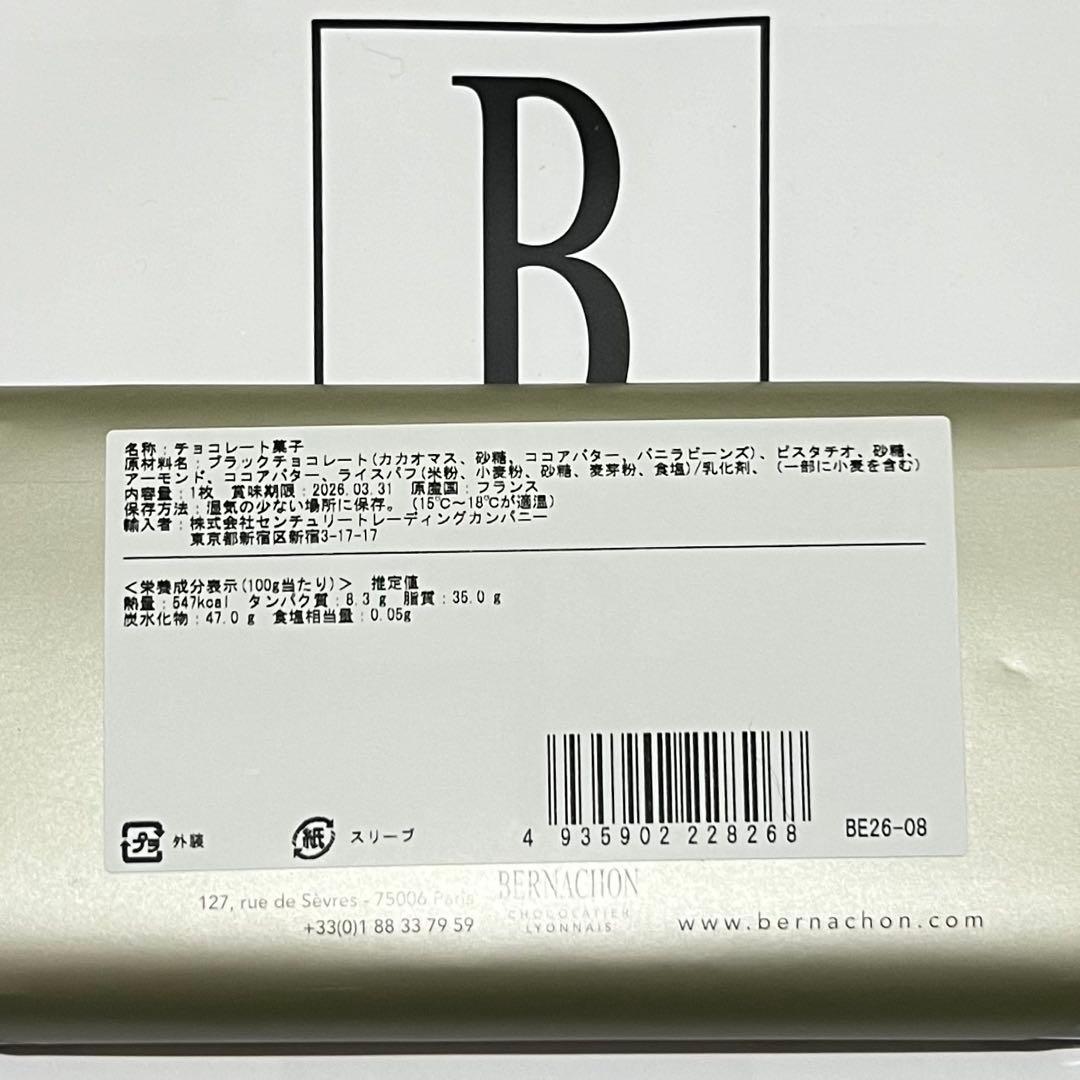 B
名称：チョコレート菓子
原材料名：ブラックチョコレート(カカオマス、砂糖、ココアバター、バニラビーンズ)、ピスタチオ、砂糖、
アーモンド、ココアバター、ライスパフ(米粉、小麦粉、砂糖、麦芽粉、食塩)/乳化剤、（一部に小麦を含む）
内容量：1枚 賞味期限：2026.03.31 原産国：フランス
保存方法：湿気の少ない場所に保存。（15℃～18℃が適温）
輸入者：株式会社センチュリートレーディングカンパニー
東京都新宿区新宿3-17-17
＜栄養成分表示(100g当たり)＞ 推定値
熱量：547kcal タンパク質：8.3g 脂質：35.0g
炭水化物：47.0g 食塩相当量：0.05g
プラ 外装
紙 スリーブ
4 935902 228268
BE26-08
127, rue de Sèvres - 75006 Paris
+33(0)1 88 33 79 59
BERNACHON
CHOCOLATIER
LYONNAIS
www.bernachon.com